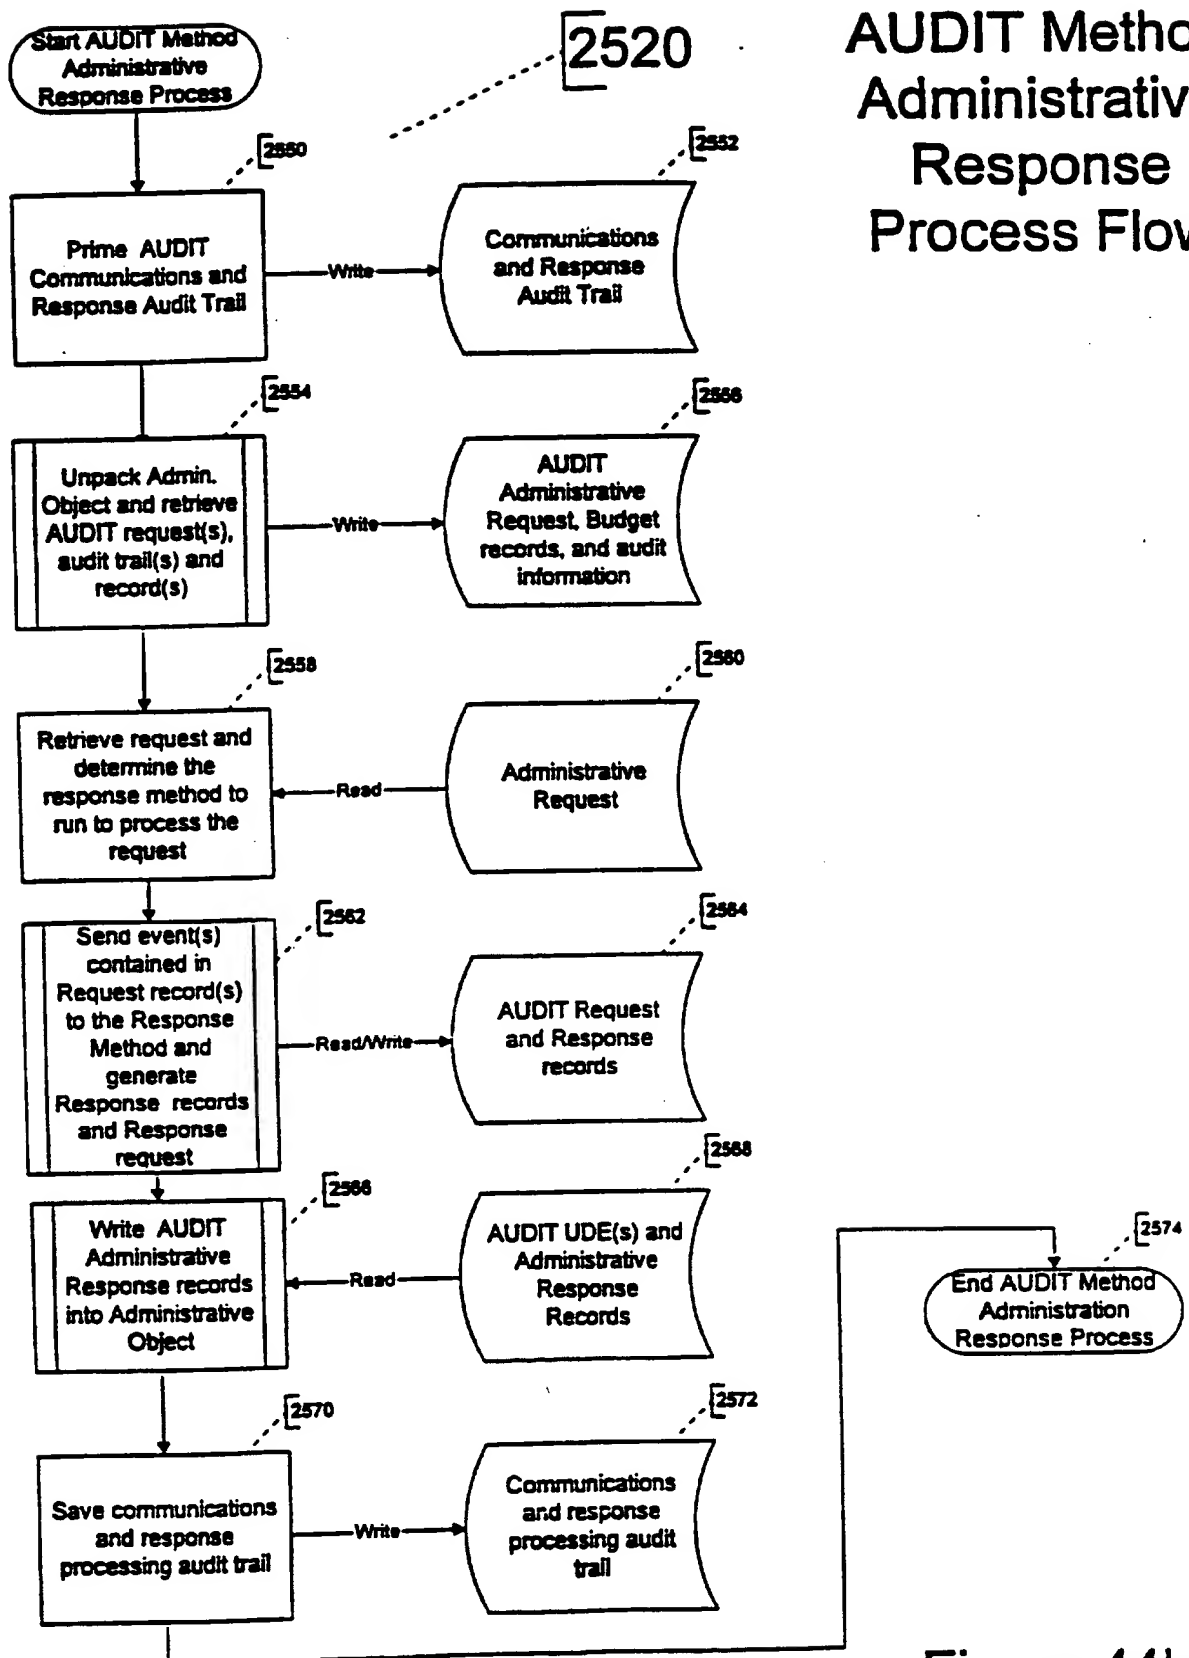 Start AUDIT Method
Administrative
Response Process
2520
AUDIT Metho
Administrativ
Response
Process Flow
2550
Prime AUDIT
Communications and
Response Audit Trail
Write
2552
Communications
and Response
Audit Trail
2554
Unpack Admin.
Object and retrieve
AUDIT request(s),
audit trail(s) and
record(s)
Write
2556
AUDIT
Administrative
Request, Budget
records, and audit
information
2558
Retrieve request and
determine the
response method to
run to process the
request
Read
2560
Administrative
Request
2562
Send event(s)
contained in
Request record(s)
to the Response
Method and
generate
Response records
and Response
request
Read/Write
2564
AUDIT Request
and Response
records
2566
Write AUDIT
Administrative
Response records
into Administrative
Object
Read
2568
AUDIT UDE(s) and
Administrative
Response
Records
2570
Save communications
and response
processing audit trail
Write
2572
Communications
and response
processing audit
trail
2574
End AUDIT Method
Administration
Response Process